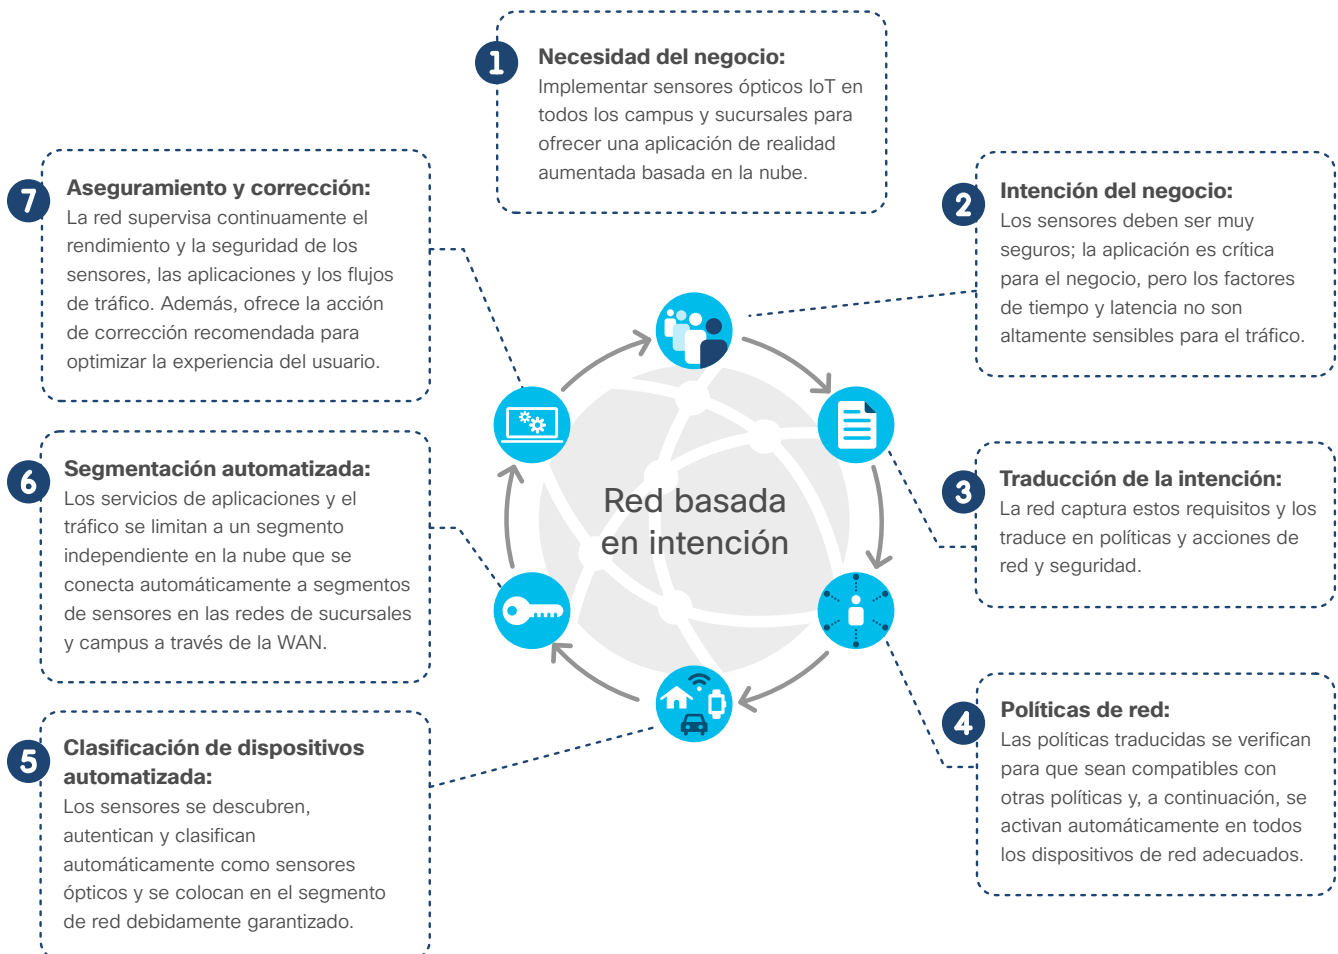 1
Necesidad del negocio:
Implementar sensores ópticos IoT en
todos los campus y sucursales para
ofrecer una aplicación de realidad
aumentada basada en la nube.
2
Intención del negocio:
Los sensores deben ser muy
seguros; la aplicación es crítica
para el negocio, pero los factores
de tiempo y latencia no son
altamente sensibles para el tráfico.
3
Traducción de la intención:
La red captura estos requisitos y los
traduce en políticas y acciones de
red y seguridad.
4
Políticas de red:
Las políticas traducidas se verifican
para que sean compatibles con
otras políticas y, a continuación, se
activan automáticamente en todos
los dispositivos de red adecuados.
5
Clasificación de dispositivos
automatizada:
Los sensores se descubren,
autentican y clasifican
automáticamente como sensores
ópticos y se colocan en el segmento
de red debidamente garantizado.
6
Segmentación automatizada:
Los servicios de aplicaciones y el
tráfico se limitan a un segmento
independiente en la nube que se
conecta automáticamente a segmentos
de sensores en las redes de sucursales
y campus a través de la WAN.
7
Aseguramiento y corrección:
La red supervisa continuamente el
rendimiento y la seguridad de los
sensores, las aplicaciones y los flujos
de tráfico. Además, ofrece la acción
de corrección recomendada para
optimizar la experiencia del usuario.
Red basada
en intención